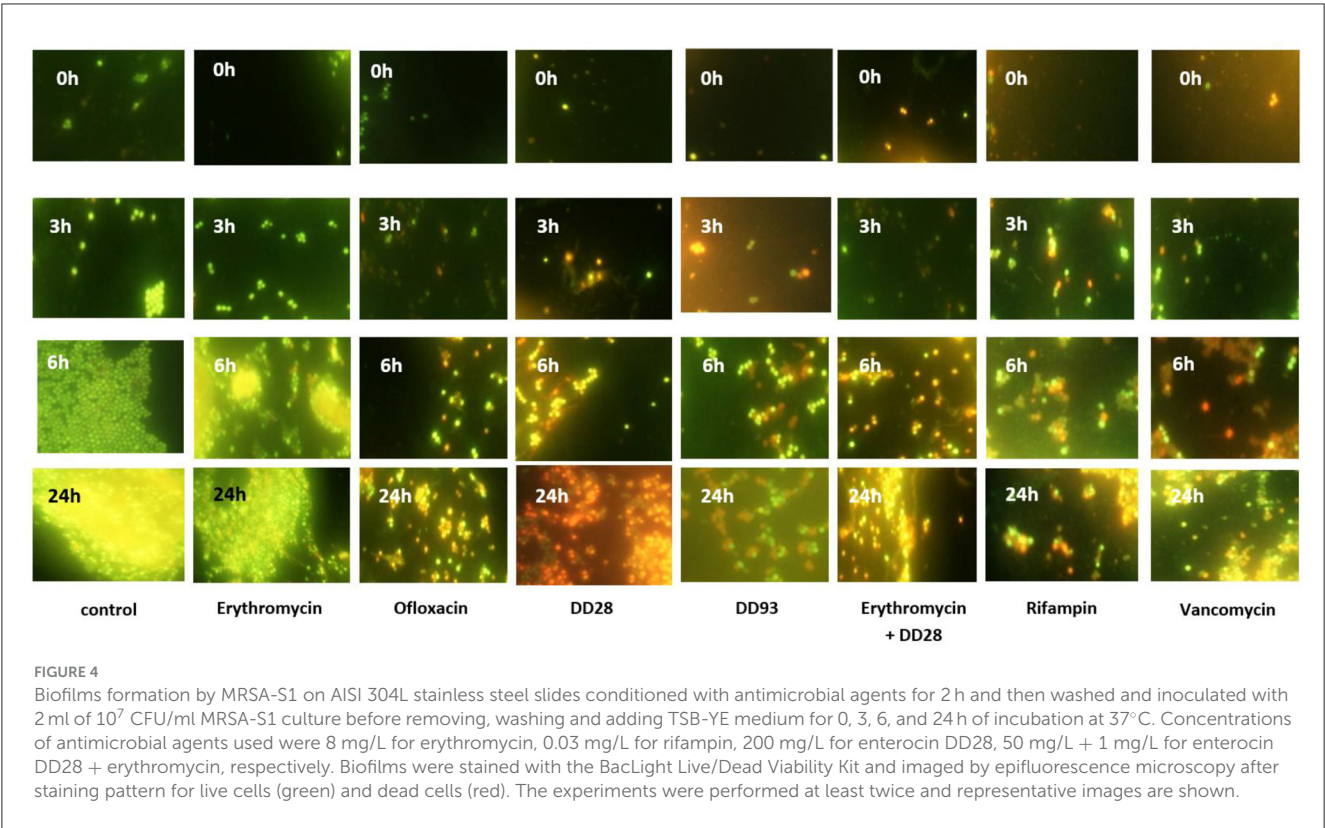 0h 0h 0h 0h 0h 0h 0h 0h
3h 3h 3h 3h 3h 3h 3h 3h
6h 6h 6h 6h 6h 6h 6h 6h
24h 24h 24h 24h 24h 24h 24h 24h
control Erythromycin Ofloxacin DD28 DD93 Erythromycin Rifampin Vancomycin
+ DD28
FIGURE 4
Biofilms formation by MRSA-S1 on AISI 304L stainless steel slides conditioned with antimicrobial agents for 2 h and then washed and inoculated with
2 ml of 10⁷ CFU/ml MRSA-S1 culture before removing, washing and adding TSB-YE medium for 0, 3, 6, and 24 h of incubation at 37°C. Concentrations
of antimicrobial agents used were 8 mg/L for erythromycin, 0.03 mg/L for rifampin, 200 mg/L for enterocin DD28, 50 mg/L + 1 mg/L for enterocin
DD28 + erythromycin, respectively. Biofilms were stained with the BacLight Live/Dead Viability Kit and imaged by epifluorescence microscopy after
staining pattern for live cells (green) and dead cells (red). The experiments were performed at least twice and representative images are shown.